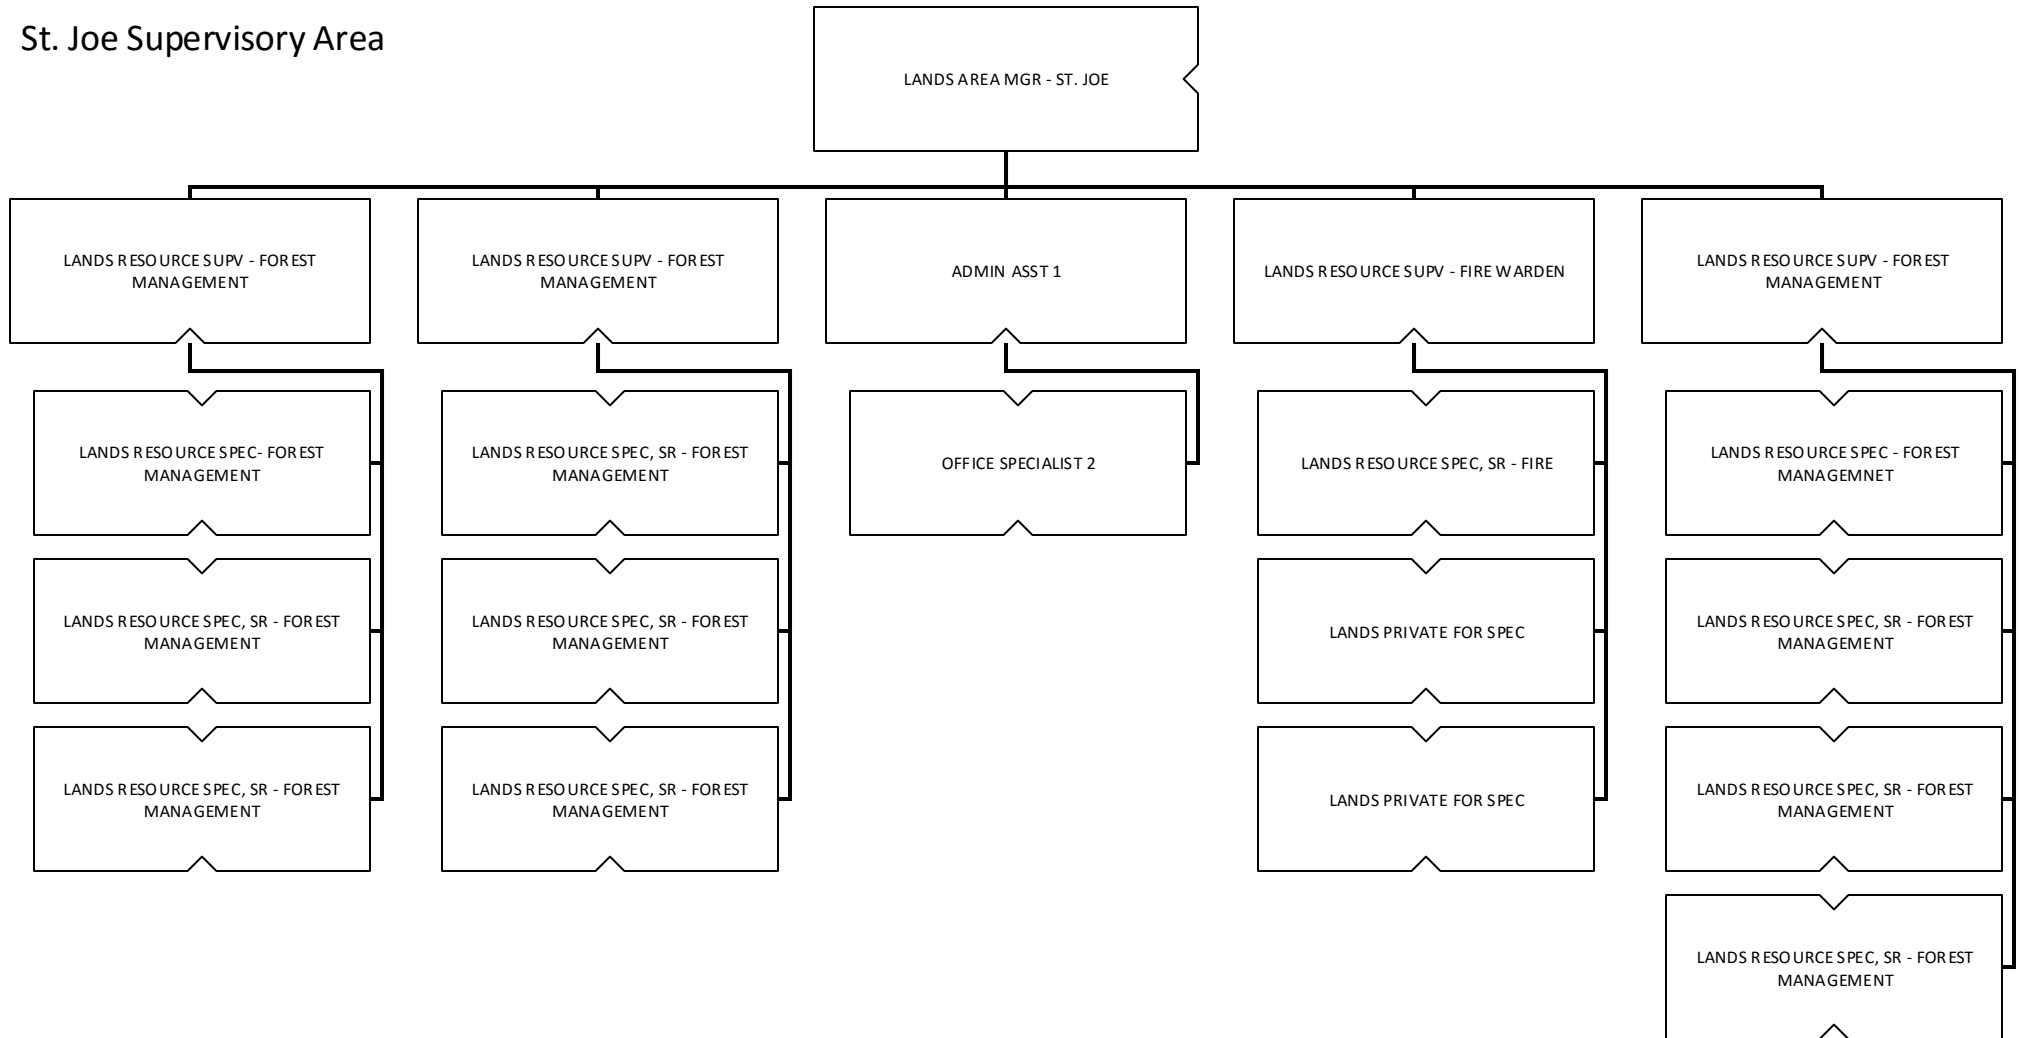 St. Joe Supervisory Area
LANDS AREA MGR - ST. JOE
LANDS RESOURCE SUPV - FOREST
MANAGEMENT
LANDS RESOURCE SUPV - FOREST
MANAGEMENT
ADMIN ASST 1
LANDS RESOURCE SUPV - FIRE WARDEN
LANDS RESOURCE SUPV - FOREST
MANAGEMENT
LANDS RESOURCE SPEC- FOREST
MANAGEMENT
LANDS RESOURCE SPEC, SR - FOREST
MANAGEMENT
OFFICE SPECIALIST 2
LANDS RESOURCE SPEC, SR - FIRE
LANDS RESOURCE SPEC - FOREST
MANAGEMNET
LANDS RESOURCE SPEC, SR - FOREST
MANAGEMENT
LANDS RESOURCE SPEC, SR - FOREST
MANAGEMENT
LANDS PRIVATE FOR SPEC
LANDS RESOURCE SPEC, SR - FOREST
MANAGEMENT
LANDS RESOURCE SPEC, SR - FOREST
MANAGEMENT
LANDS RESOURCE SPEC, SR - FOREST
MANAGEMENT
LANDS PRIVATE FOR SPEC
LANDS RESOURCE SPEC, SR - FOREST
MANAGEMENT
LANDS RESOURCE SPEC, SR - FOREST
MANAGEMENT